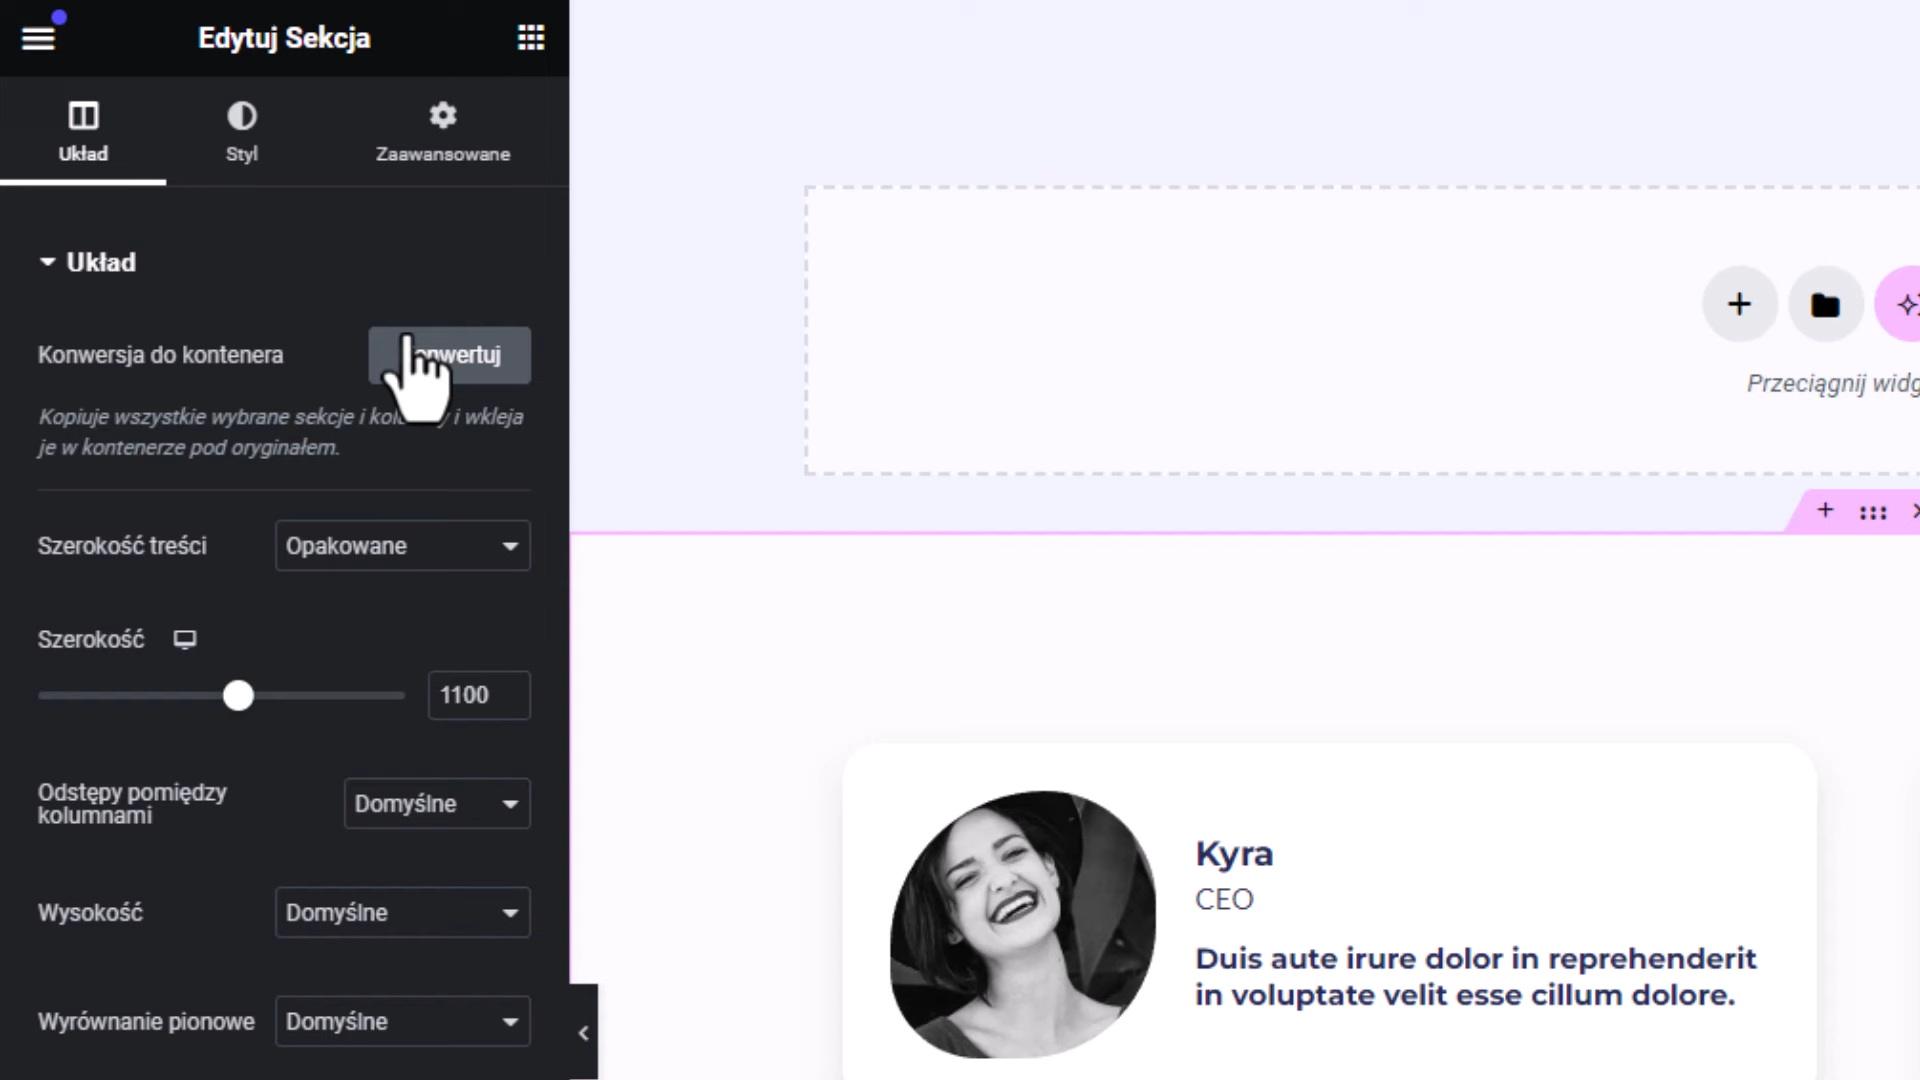 Edytuj Sekcja
Układ
Styl
Zaawansowane
Układ
Konwersja do kontenera
Kopiuje wszystkie wybrane sekcje i i wkleja
je w kontenerze pod oryginałem.
Szerokość treści
Opakowane
Szerokość
1100
Odstępy pomiędzy
kolumnami
Domyślne
Wysokość
Domyślne
Wyrównanie pionowe
Domyślne
Przeciągnij
Kyra
CEO
Duis aute irure dolor in reprehenderit
in voluptate velit esse cillum dolore.